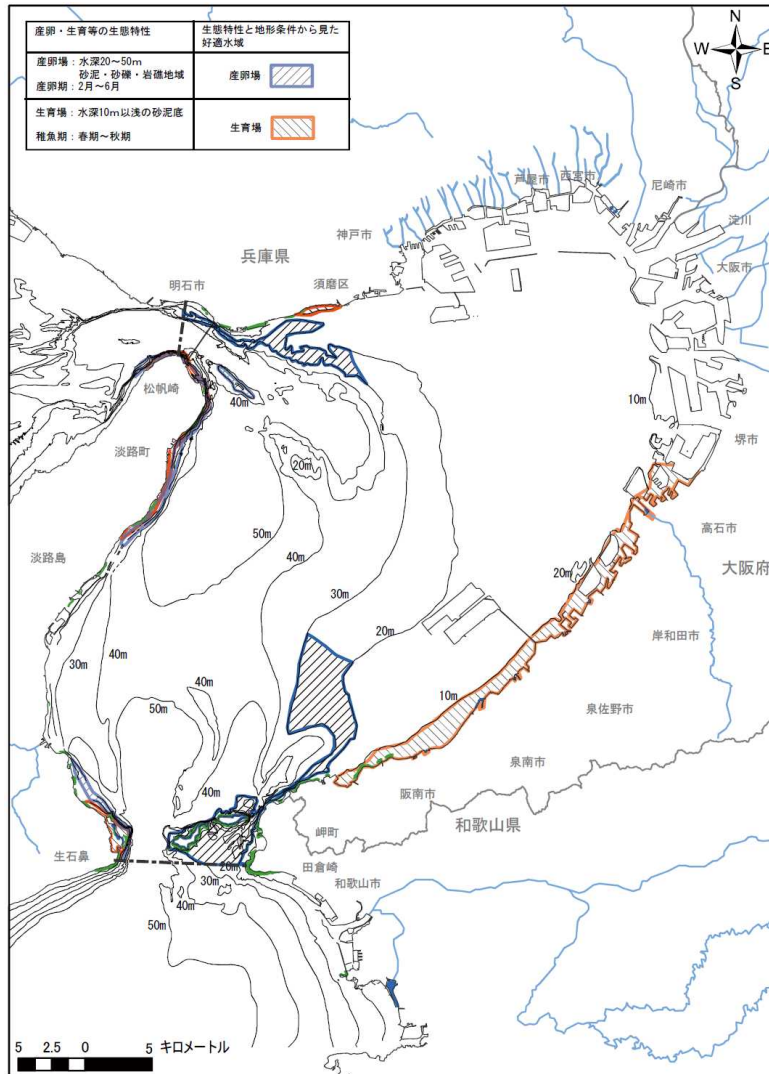 産卵・生育等の生態特性
生態特性と地形条件から見た
好適水域
産卵場：水深20～50m
砂泥・砂礫・岩礁地域
産卵期：2月～6月
産卵場
生育場：水深10m以浅の砂泥底
稚魚期：春期～秋期
生育場
N
W
E
S
芦屋市
西宮市
尼崎市
神戸市
淀川
兵庫県
大阪市
明石市
須磨区
松帆崎
40m
10m
淡路町
20m
堺市
50m
高石市
淡路島
40m
20m
大阪府
30m
20m
岸和田市
30m
40m
40m
10m
50m
泉佐野市
泉南市
40m
阪南市
和歌山県
岬町
生石鼻
20m
田倉崎
30m
和歌山市
40m
50m
5 2.5 0 5 キロメートル